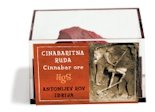 CINABARITNA
RUDA
Cinnabar ore
HgS
ANTONIJEV ROV
IDRIJA